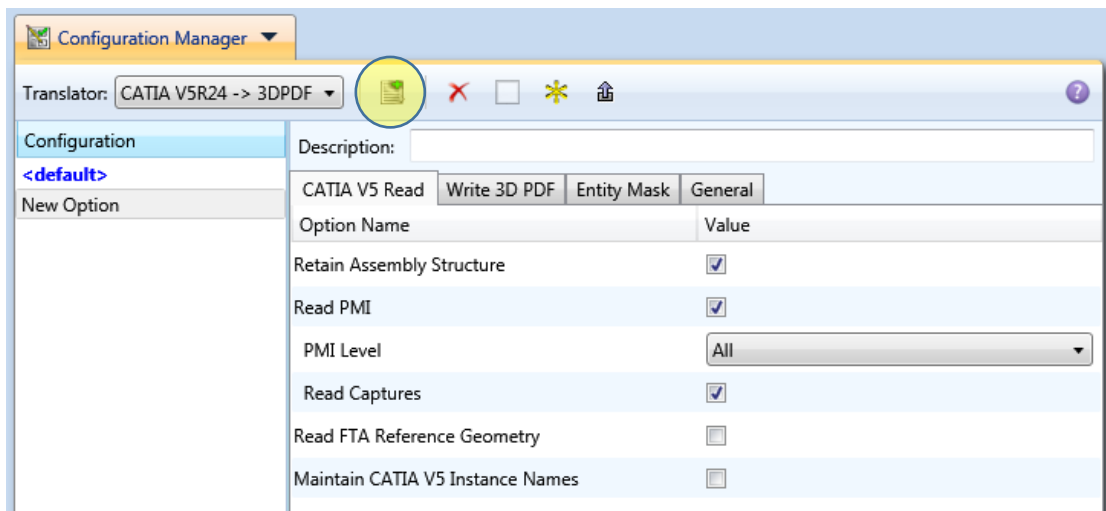 Configuration Manager
Translator: CATIA V5R24 -> 3DPDF
Configuration
<default>
New Option
Description:
CATIA V5 Read Write 3D PDF Entity Mask General
Option Name Value
Retain Assembly Structure
Read PMI
PMI Level All
Read Captures
Read FTA Reference Geometry
Maintain CATIA V5 Instance Names